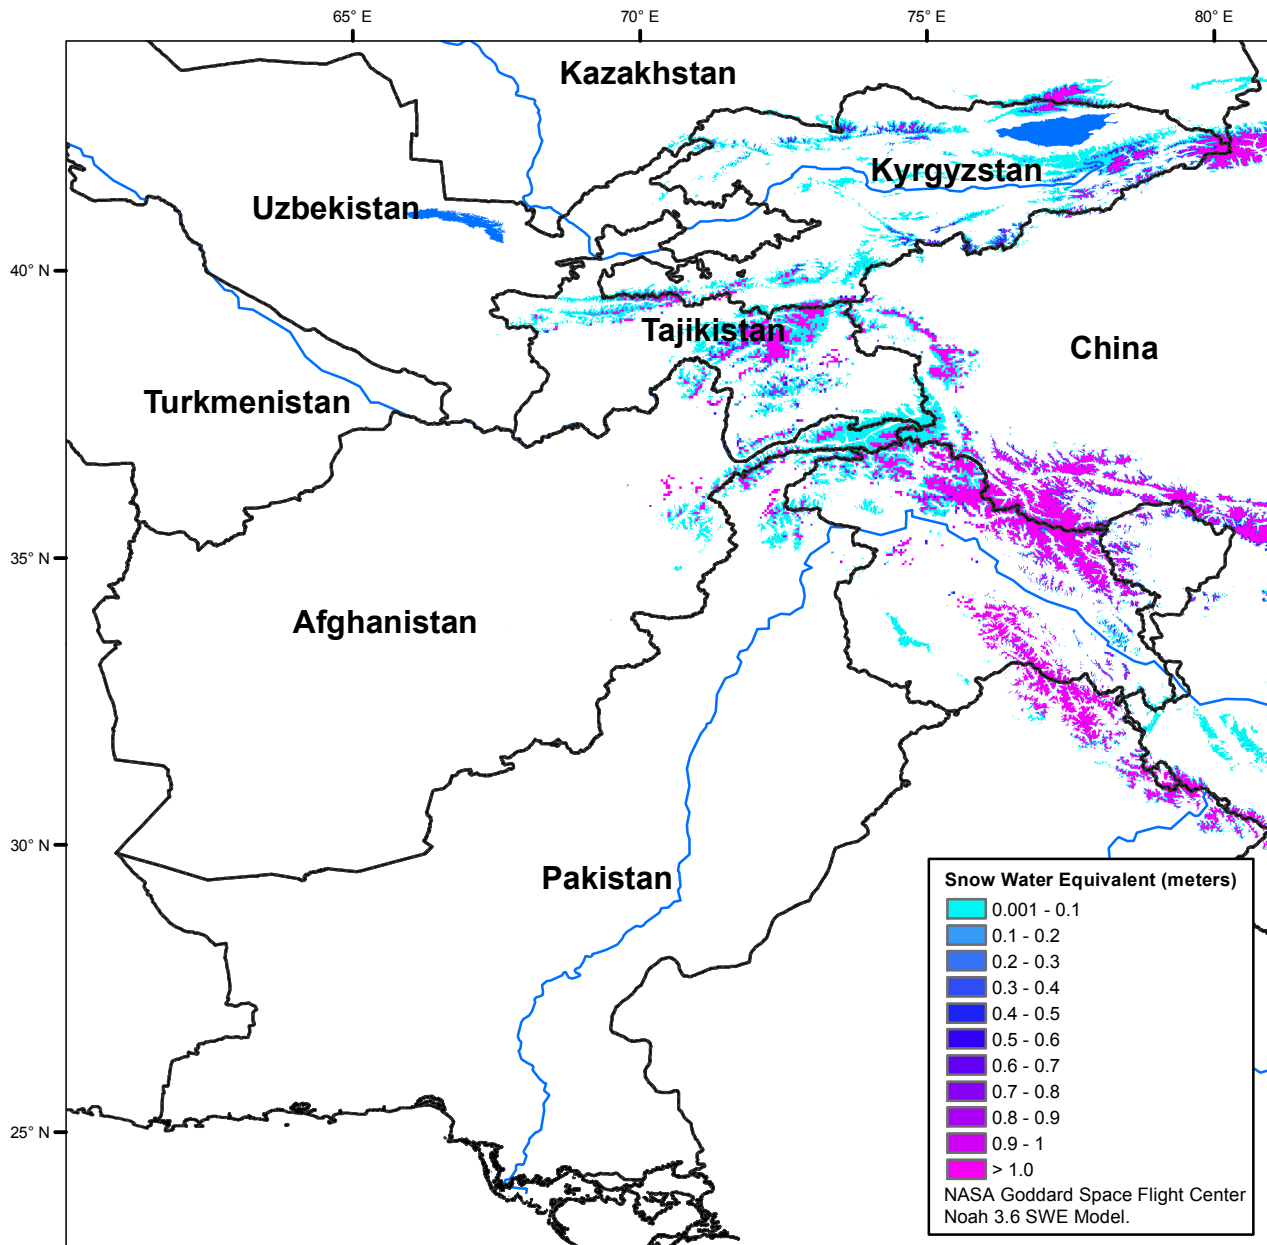 65° E
70° E
75° E
80° E
Kazakhstan
Kyrgyzstan
Uzbekistan
40° N
Tajikistan
China
Turkmenistan
35° N
Afghanistan
30° N
Pakistan
25° N
Snow Water Equivalent (meters)
0.001 - 0.1
0.1 - 0.2
0.2 - 0.3
0.3 - 0.4
0.4 - 0.5
0.5 - 0.6
0.6 - 0.7
0.7 - 0.8
0.8 - 0.9
0.9 - 1
> 1.0
NASA Goddard Space Flight Center
Noah 3.6 SWE Model.